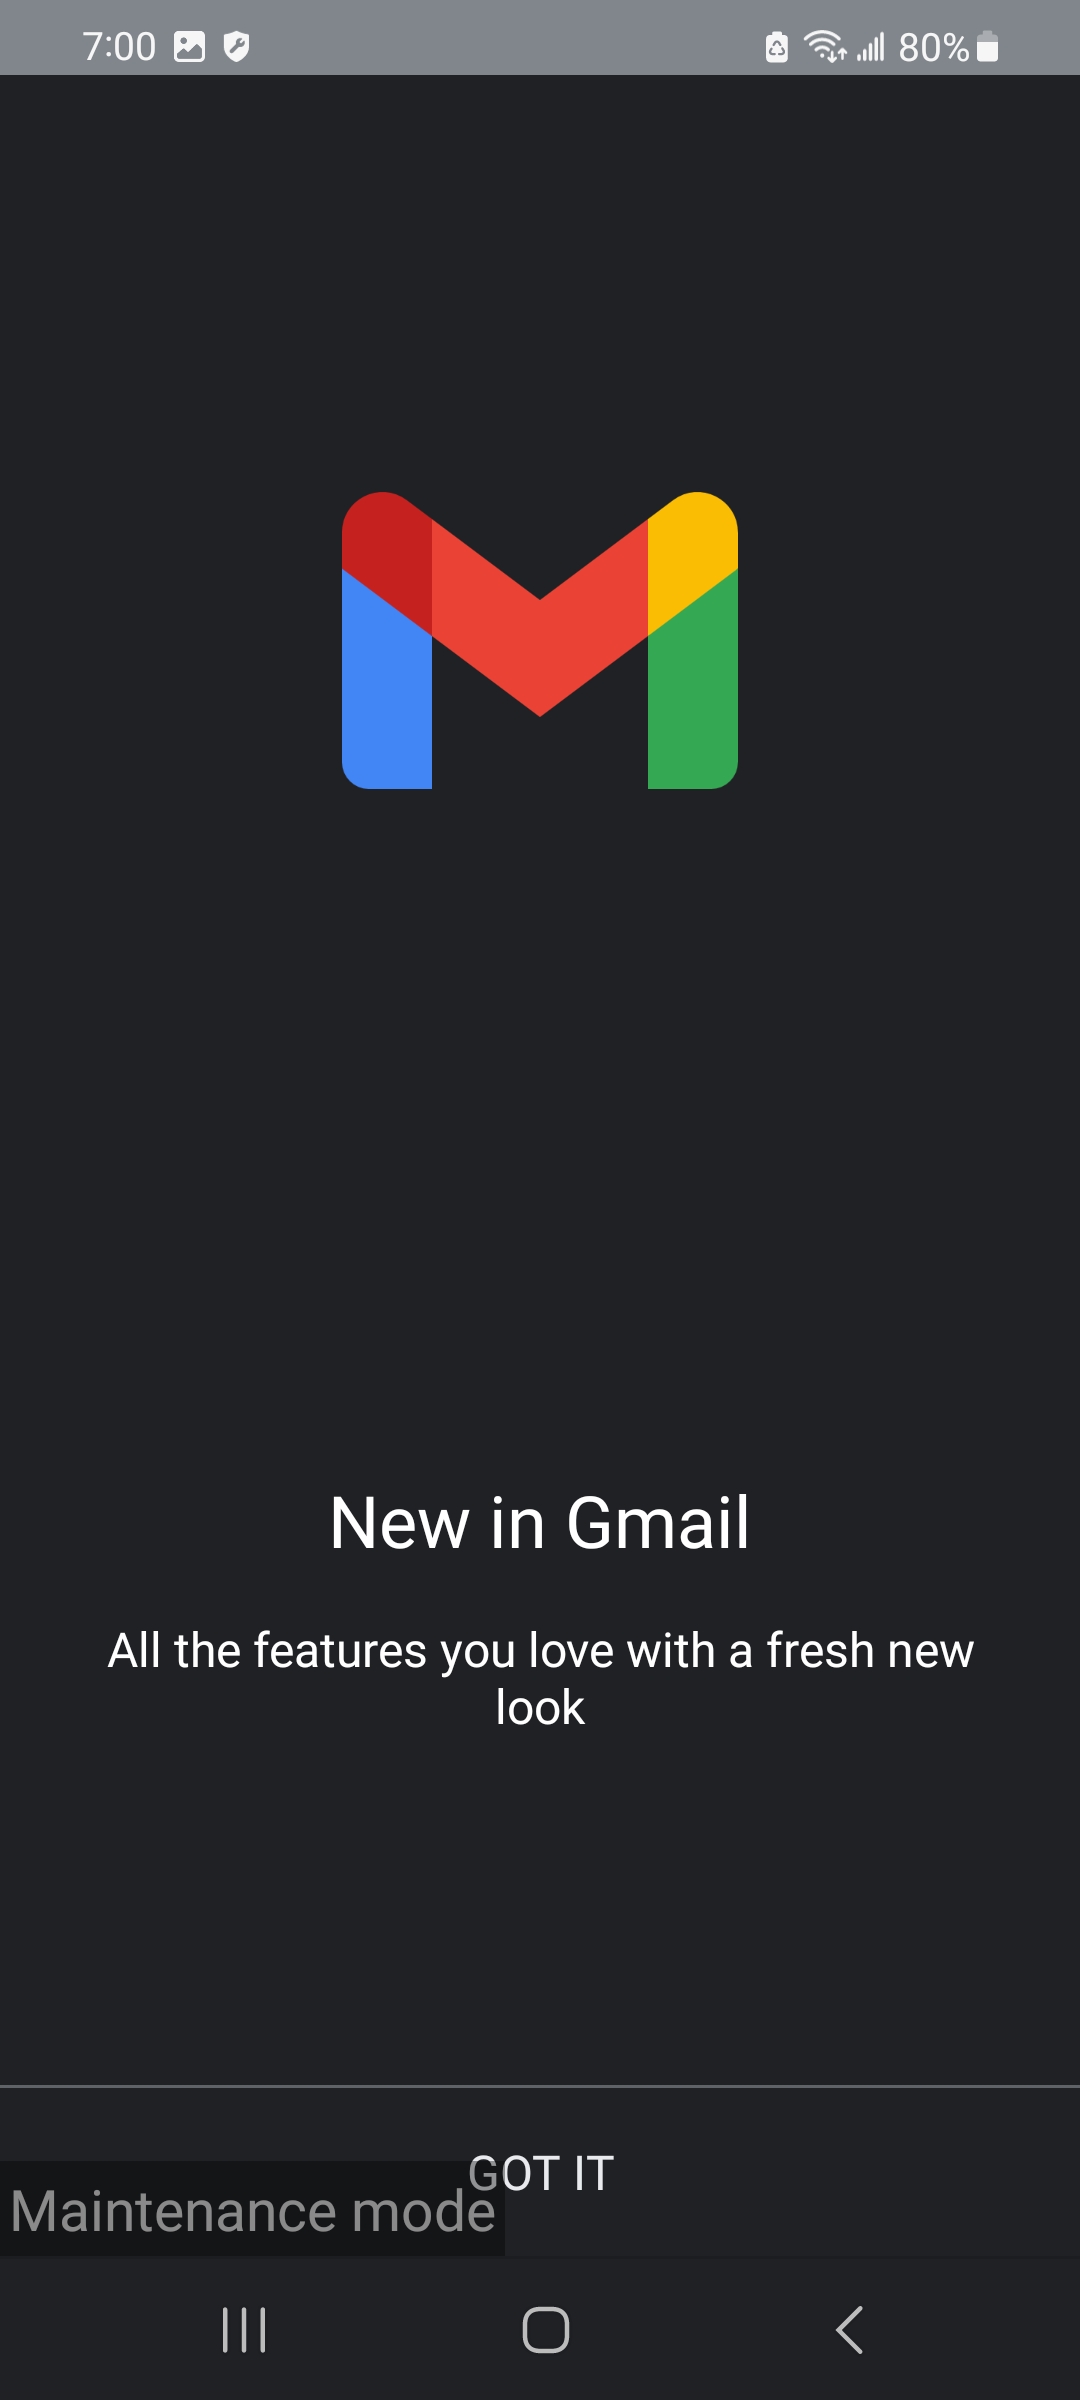 7:00
80%
New in Gmail
All the features you love with a fresh new
look
GOT IT
Maintenance mode